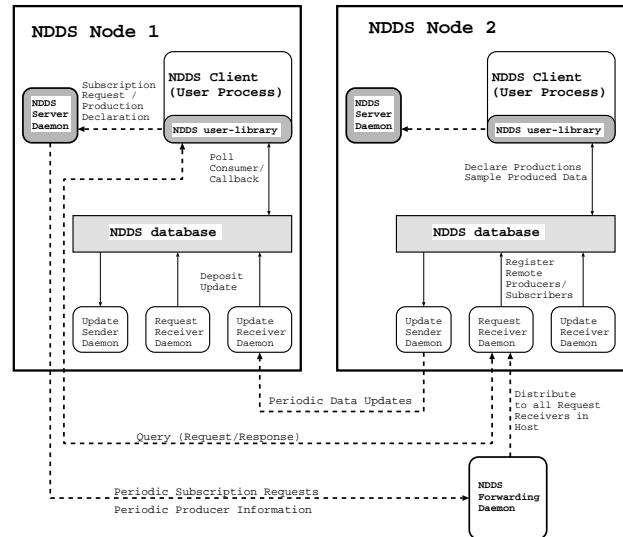 NDDS Node 1
NDDS Node 2
NDDS
Server
Daemon
Subscription
Request /
Production
Declaration
NDDS Client
(User Process)
NDDS user-library
Poll
Consumer/
Callback
NDDS database
Deposit
Update
Update
Sender
Daemon
Request
Receiver
Daemon
Update
Receiver
Daemon
NDDS
Server
Daemon
NDDS Client
(User Process)
NDDS user-library
Declare Productions
Sample Produced Data
NDDS database
Register
Remote
Producers/
Subscribers
Update
Sender
Daemon
Request
Receiver
Daemon
Update
Receiver
Daemon
Periodic Data Updates
Distribute
to all Request
Receivers in
Host
Query (Request/Response)
Periodic Subscription Requests
Periodic Producer Information
NDDS
Forwarding
Daemon